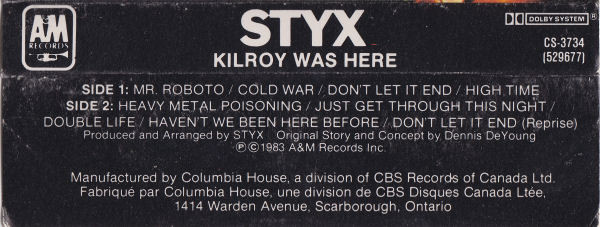 A&M
RECORDS
STYX
KILROY WAS HERE
DOLBY SYSTEM®
CS-3734
(529677)
SIDE 1: MR. ROBOTO / COLD WAR / DON'T LET IT END / HIGH TIME
SIDE 2: HEAVY METAL POISONING / JUST GET THROUGH THIS NIGHT /
DOUBLE LIFE / HAVEN'T WE BEEN HERE BEFORE / DON'T LET IT END (Reprise)
Produced and Arranged by STYX Original Story and Concept by Dennis DeYoung
℗©1983 A&M Records Inc.
Manufactured by Columbia House, a division of CBS Records of Canada Ltd.
Fabriqué par Columbia House, une division de CBS Disques Canada Ltée,
1414 Warden Avenue, Scarborough, Ontario